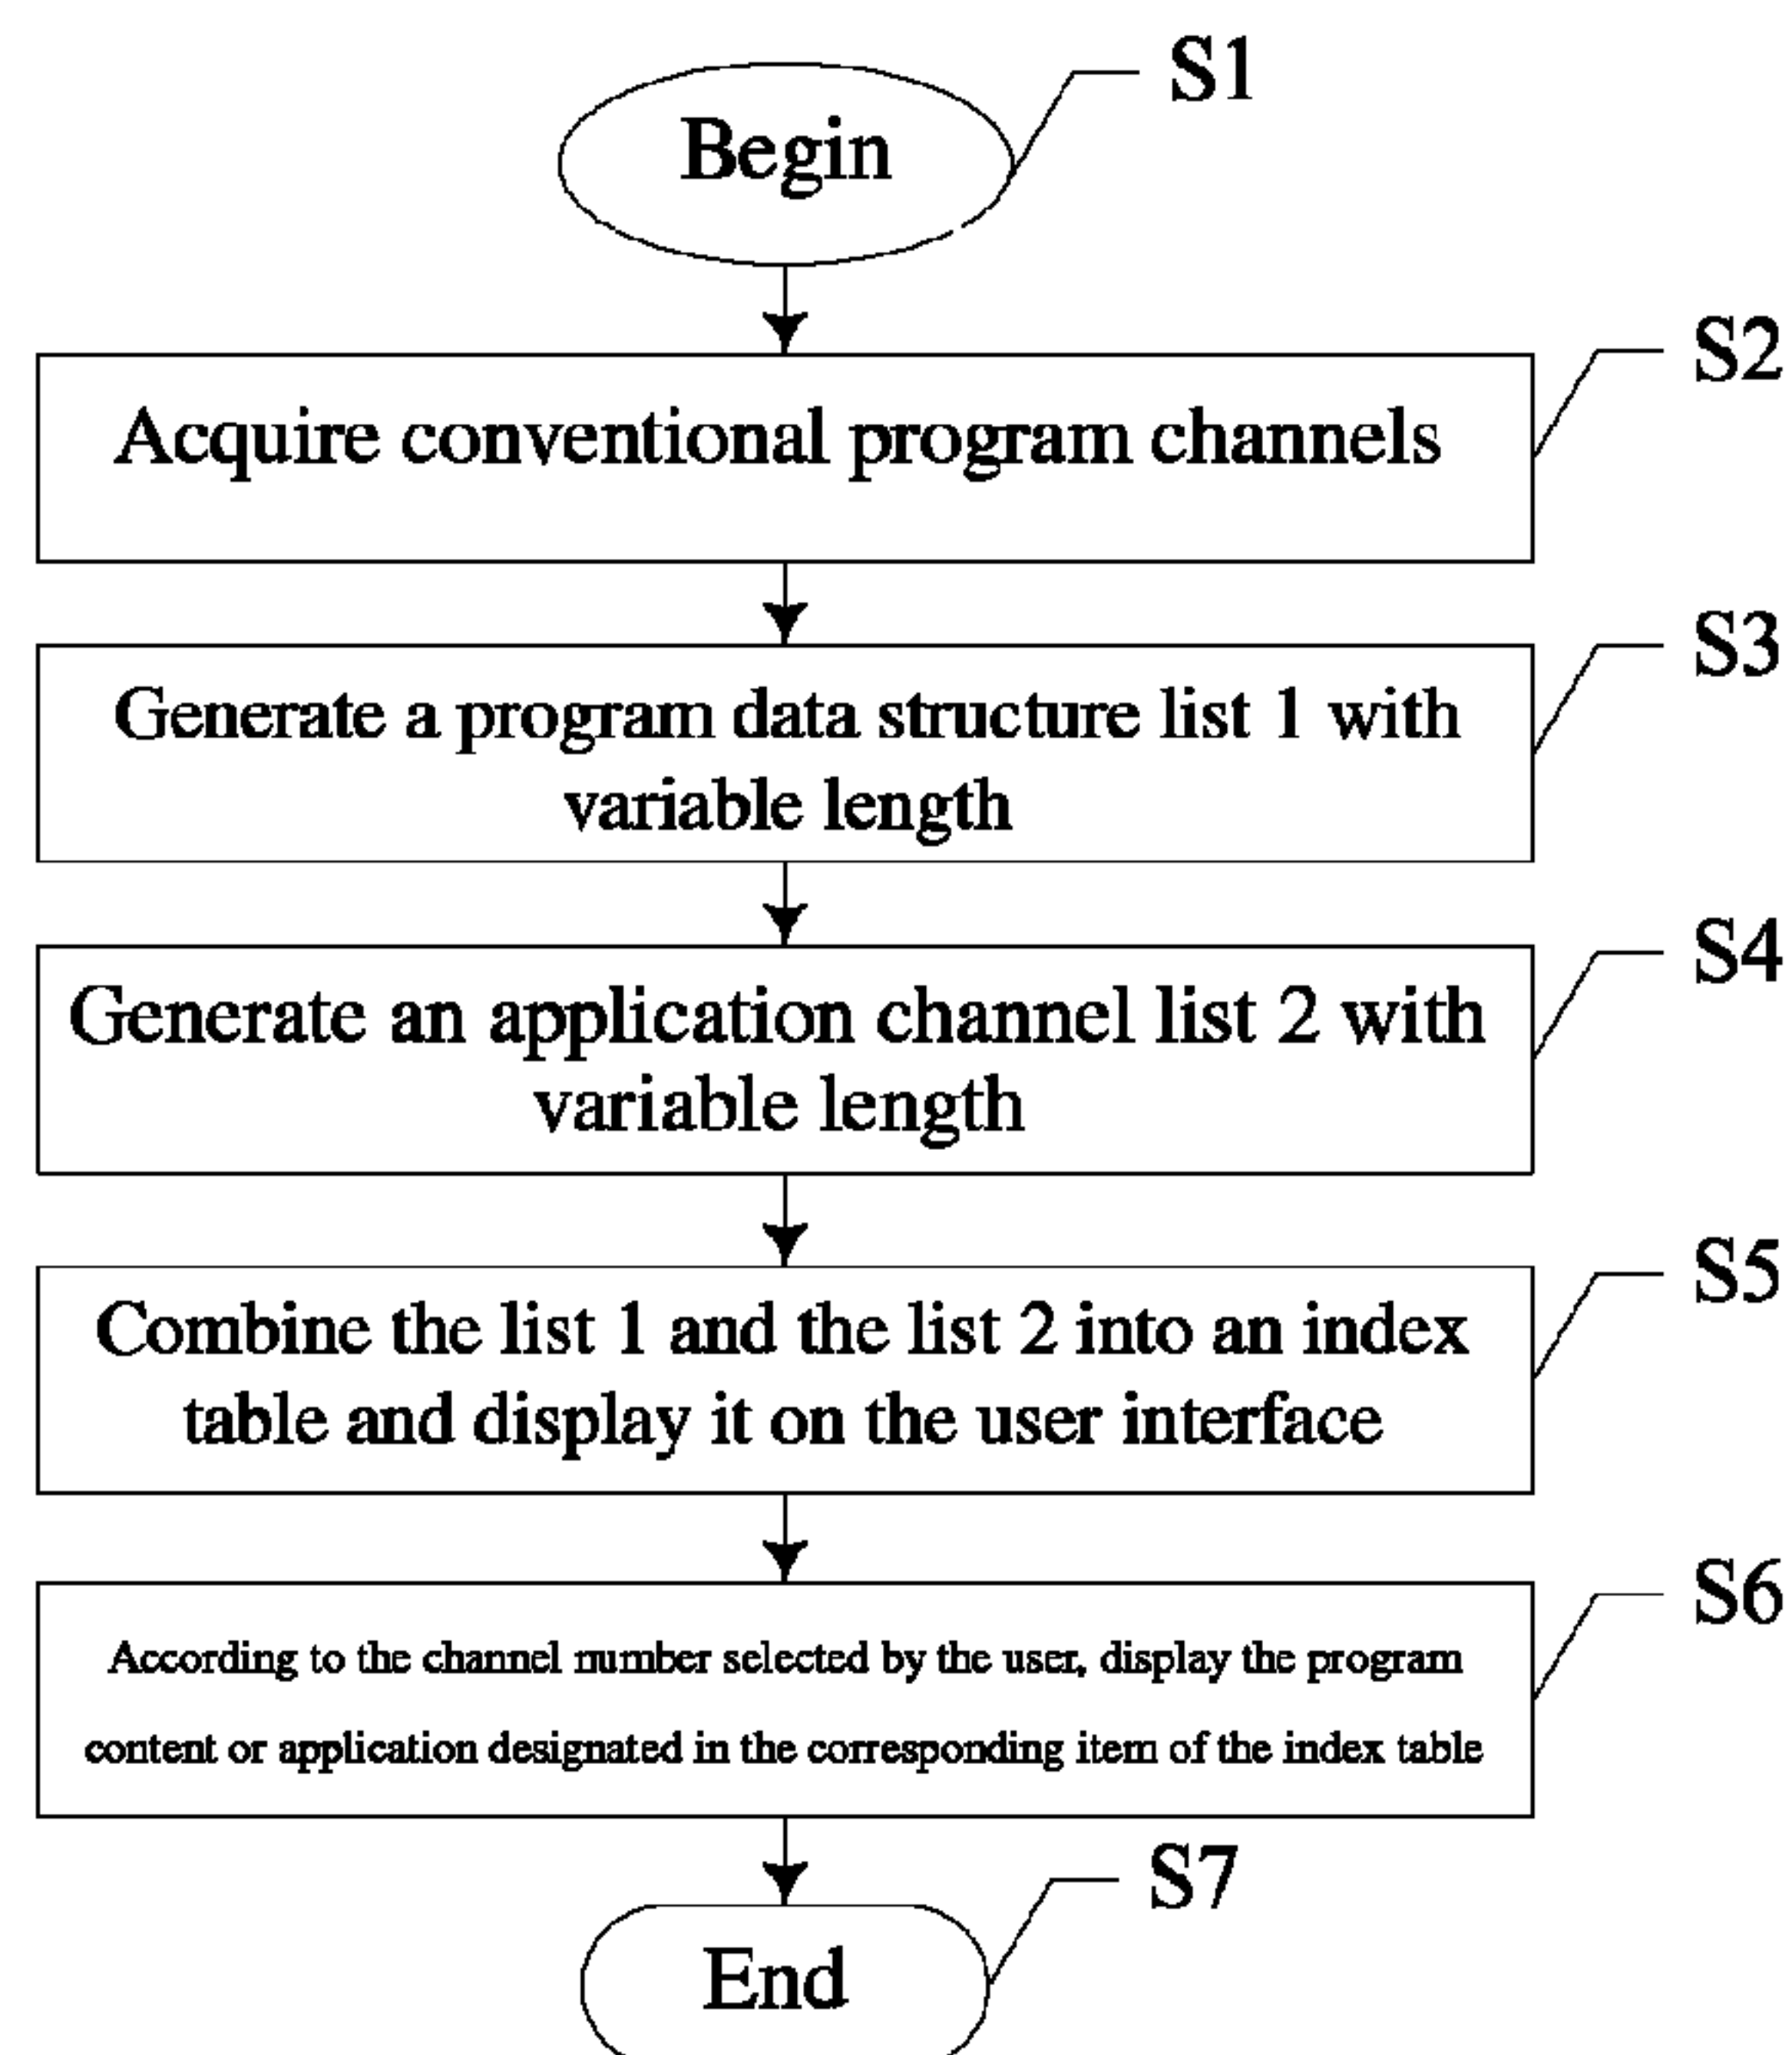 S1
Begin
S2
Acquire conventional program channels
S3
Generate a program data structure list 1 with
variable length
S4
Generate an application channel list 2 with
variable length
S5
Combine the list 1 and the list 2 into an index
table and display it on the user interface
S6
According to the channel number selected by the user, display the program
content or application designated in the corresponding item of the index table
S7
End